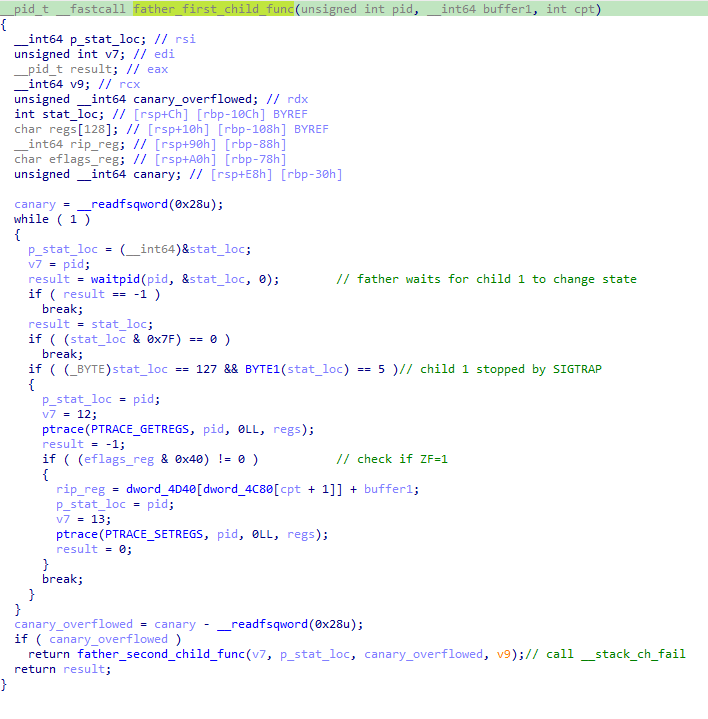 __pid_t __fastcall father_first_child_func(unsigned int pid, __int64 buffer1, int cpt)
{
  __int64 p_stat_loc; // rsi
  unsigned int v7; // edi
  __pid_t result; // eax
  __int64 v9; // rcx
  unsigned __int64 canary_overflowed; // rdx
  int stat_loc; // [rsp+Ch] [rbp-10Ch] BYREF
  char regs[128]; // [rsp+10h] [rbp-108h] BYREF
  __int64 rip_reg; // [rsp+90h] [rbp-88h]
  char eflags_reg; // [rsp+A0h] [rbp-78h]
  unsigned __int64 canary; // [rsp+E8h] [rbp-30h]

  canary = __readfsqword(0x28u);
  while ( 1 )
  {
    p_stat_loc = (__int64)&stat_loc;
    v7 = pid;
    result = waitpid(pid, &stat_loc, 0);        // father waits for child 1 to change state
    if ( result == -1 )
      break;
    result = stat_loc;
    if ( (stat_loc & 0x7F) == 0 )
      break;
    if ( (_BYTE)stat_loc == 127 && BYTE1(stat_loc) == 5 )// child 1 stopped by SIGTRAP
    {
      p_stat_loc = pid;
      v7 = 12;
      ptrace(PTRACE_GETREGS, pid, 0LL, regs);
      result = -1;
      if ( (eflags_reg & 0x40) != 0 )           // check if ZF=1
      {
        rip_reg = dword_4D40[dword_4C80[cpt + 1]] + buffer1;
        p_stat_loc = pid;
        v7 = 13;
        ptrace(PTRACE_SETREGS, pid, 0LL, regs);
        result = 0;
      }
      break;
    }
  }
  canary_overflowed = canary - __readfsqword(0x28u);
  if ( canary_overflowed )
    return father_second_child_func(v7, p_stat_loc, canary_overflowed, v9);// call __stack_ch_fail
  return result;
}